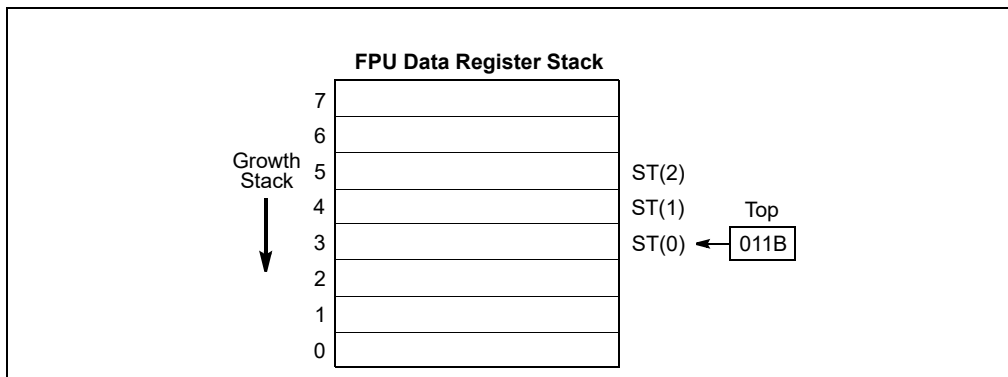 FPU Data Register Stack
7
6
Growth
Stack
5
ST(2)
4
ST(1)
Top
3
ST(0)
011B
2
1
0